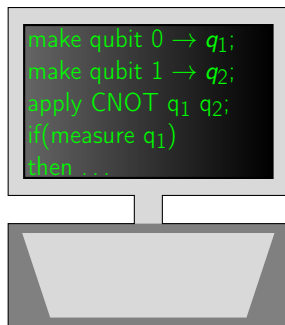 make qubit 0 → q₁;
make qubit 1 → q₂;
apply CNOT q₁ q₂;
if(measure q₁)
then ...